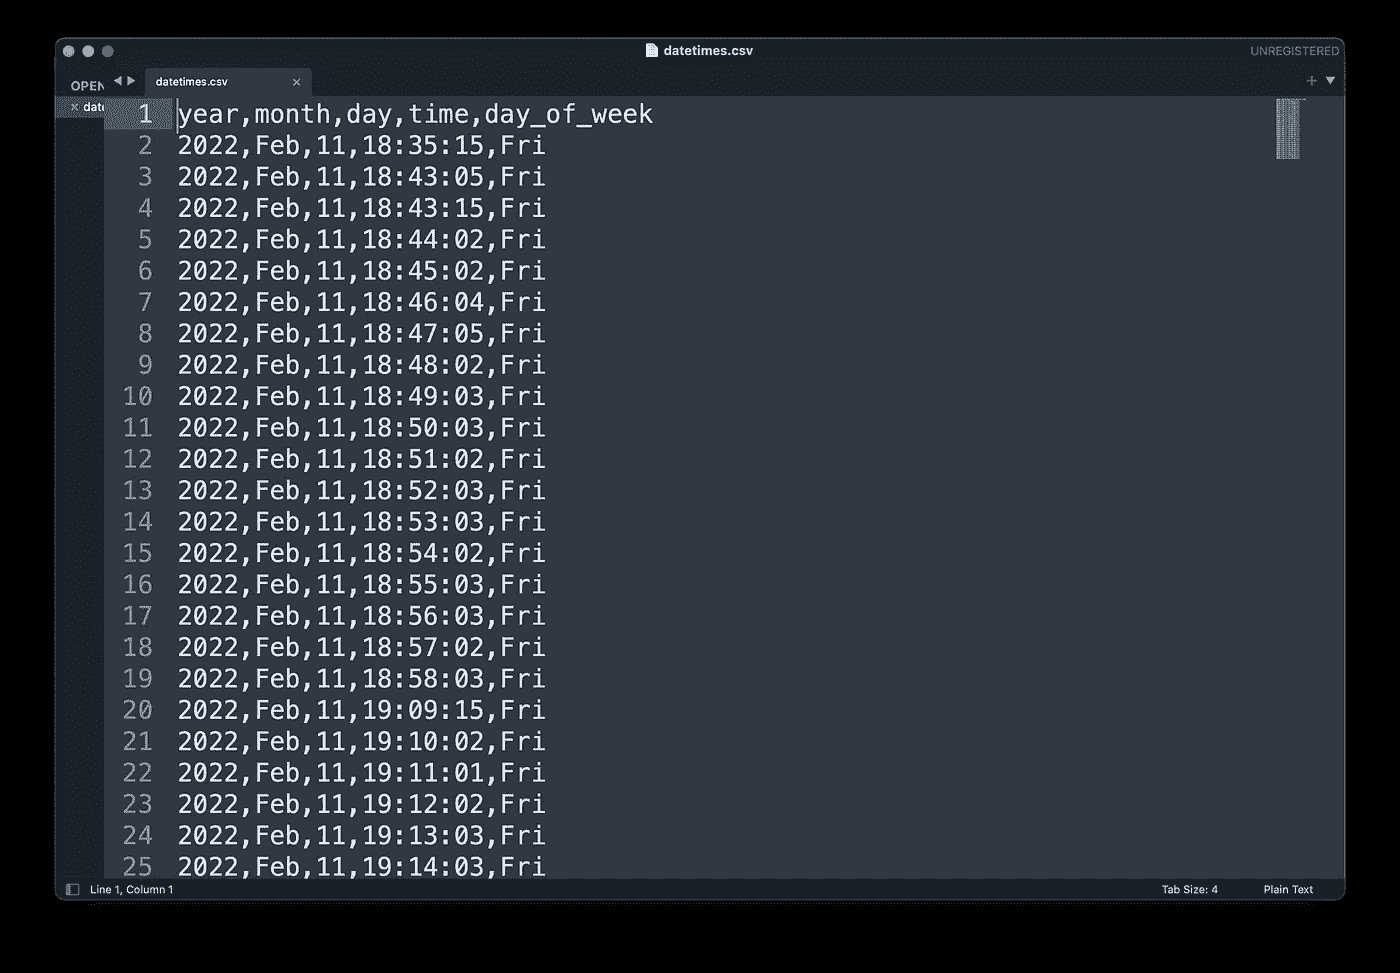 datetimes.csv
UNREGISTERED
OPEN
datetimes.csv
date
1 year,month,day,time,day_of_week
2 2022,Feb,11,18:35:15,Fri
3 2022,Feb,11,18:43:05,Fri
4 2022,Feb,11,18:43:15,Fri
5 2022,Feb,11,18:44:02,Fri
6 2022,Feb,11,18:45:02,Fri
7 2022,Feb,11,18:46:04,Fri
8 2022,Feb,11,18:47:05,Fri
9 2022,Feb,11,18:48:02,Fri
10 2022,Feb,11,18:49:03,Fri
11 2022,Feb,11,18:50:03,Fri
12 2022,Feb,11,18:51:02,Fri
13 2022,Feb,11,18:52:03,Fri
14 2022,Feb,11,18:53:03,Fri
15 2022,Feb,11,18:54:02,Fri
16 2022,Feb,11,18:55:03,Fri
17 2022,Feb,11,18:56:03,Fri
18 2022,Feb,11,18:57:02,Fri
19 2022,Feb,11,18:58:03,Fri
20 2022,Feb,11,19:09:15,Fri
21 2022,Feb,11,19:10:02,Fri
22 2022,Feb,11,19:11:01,Fri
23 2022,Feb,11,19:12:02,Fri
24 2022,Feb,11,19:13:03,Fri
25 2022,Feb,11,19:14:03,Fri
Line 1, Column 1
Tab Size: 4
Plain Text